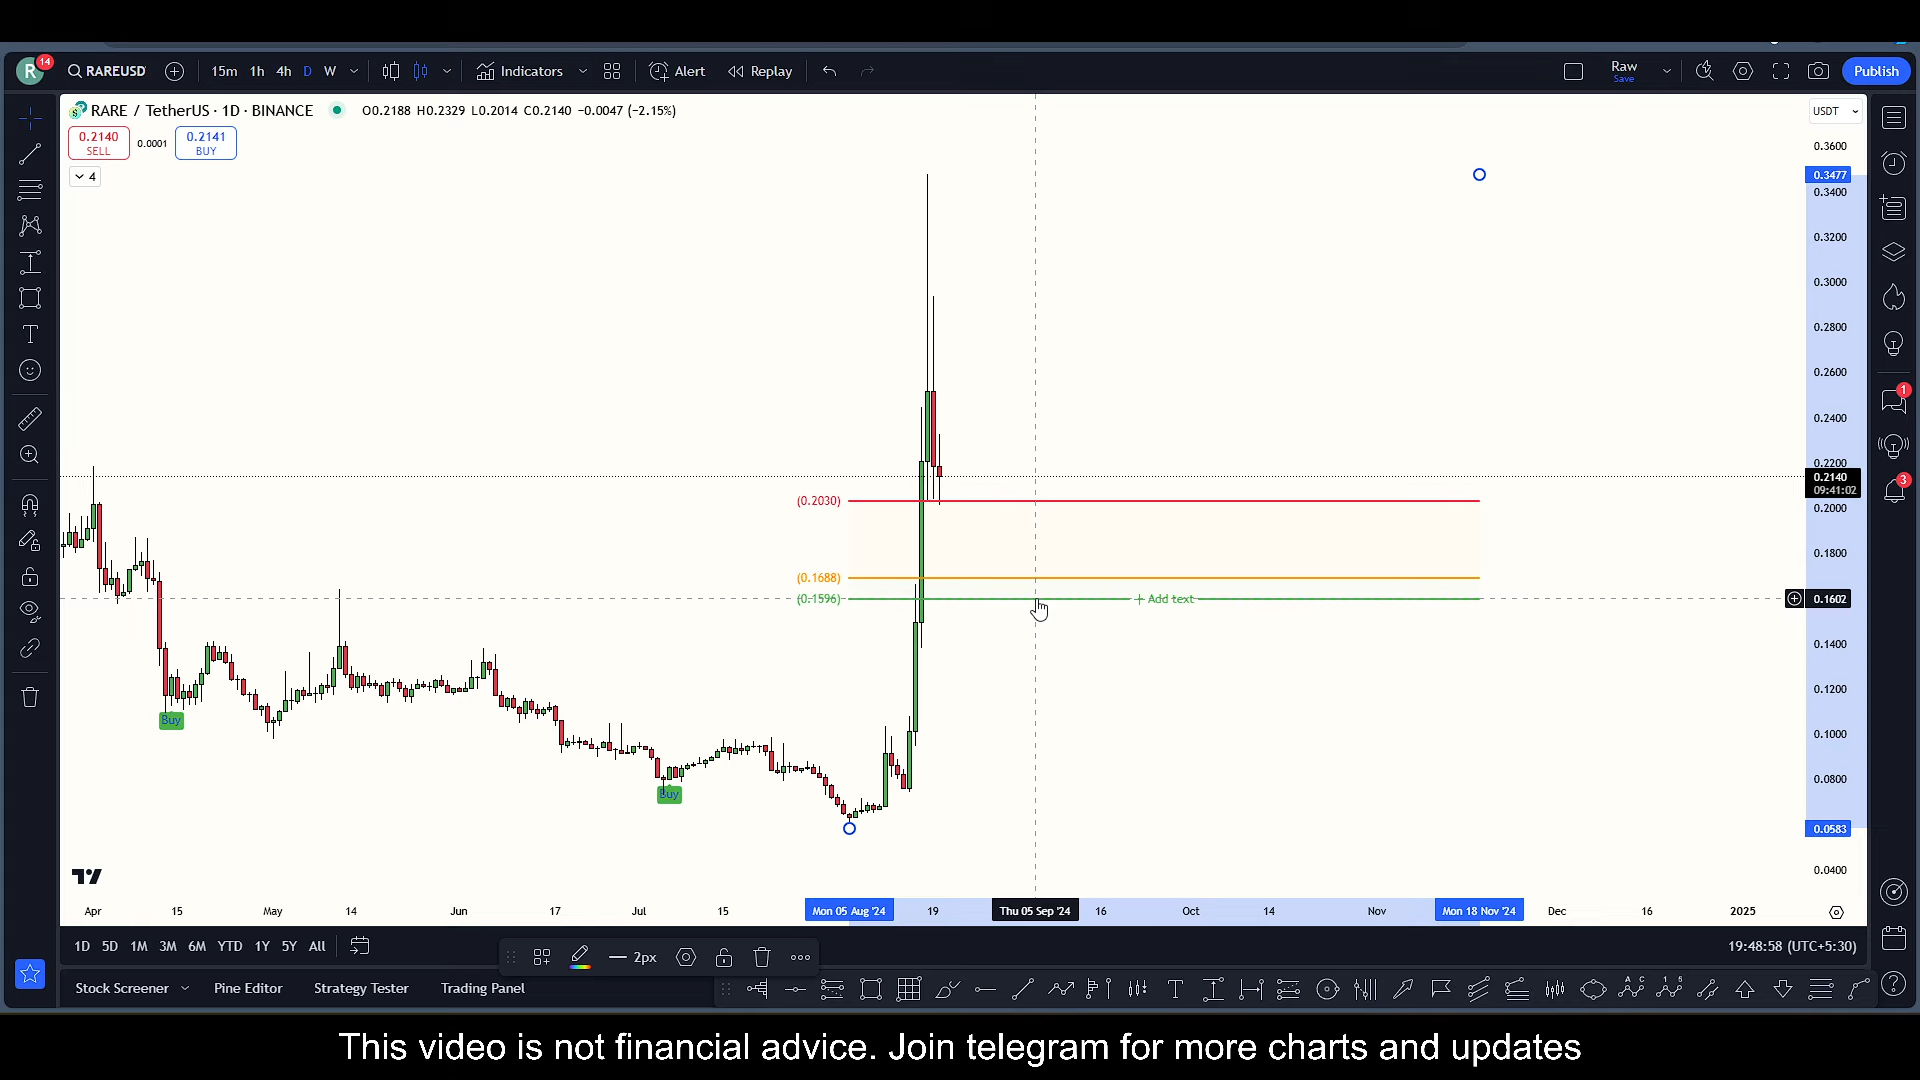 R 14 RAREUSD 15m 1h 4h D W Indicators Alert Replay Raw Save Publish
RARE / TetherUS · 1D · BINANCE O0.2188 H0.2329 L0.2014 C0.2140 −0.0047 (−2.15%) USDT
0.2140 SELL 0.0001 0.2141 BUY
4
0.3600
0.3477
0.3400
0.3200
0.3000
0.2800
0.2600
0.2400
0.2200
0.2140
09:41:02
(0.2030)
0.2000
0.1800
(0.1688)
(0.1596) + Add text 0.1602
0.1400
0.1200
Buy
0.1000
0.0800
Buy
0.0583
0.0400
Apr 15 May 14 Jun 17 Jul 15 Mon 05 Aug '24 19 Thu 05 Sep '24 16 Oct 14 Nov Mon 18 Nov '24 Dec 16 2025
1D 5D 1M 3M 6M YTD 1Y 5Y All 2px 19:48:58 (UTC+5:30)
Stock Screener Pine Editor Strategy Tester Trading Panel
1
3
This video is not financial advice. Join telegram for more charts and updates